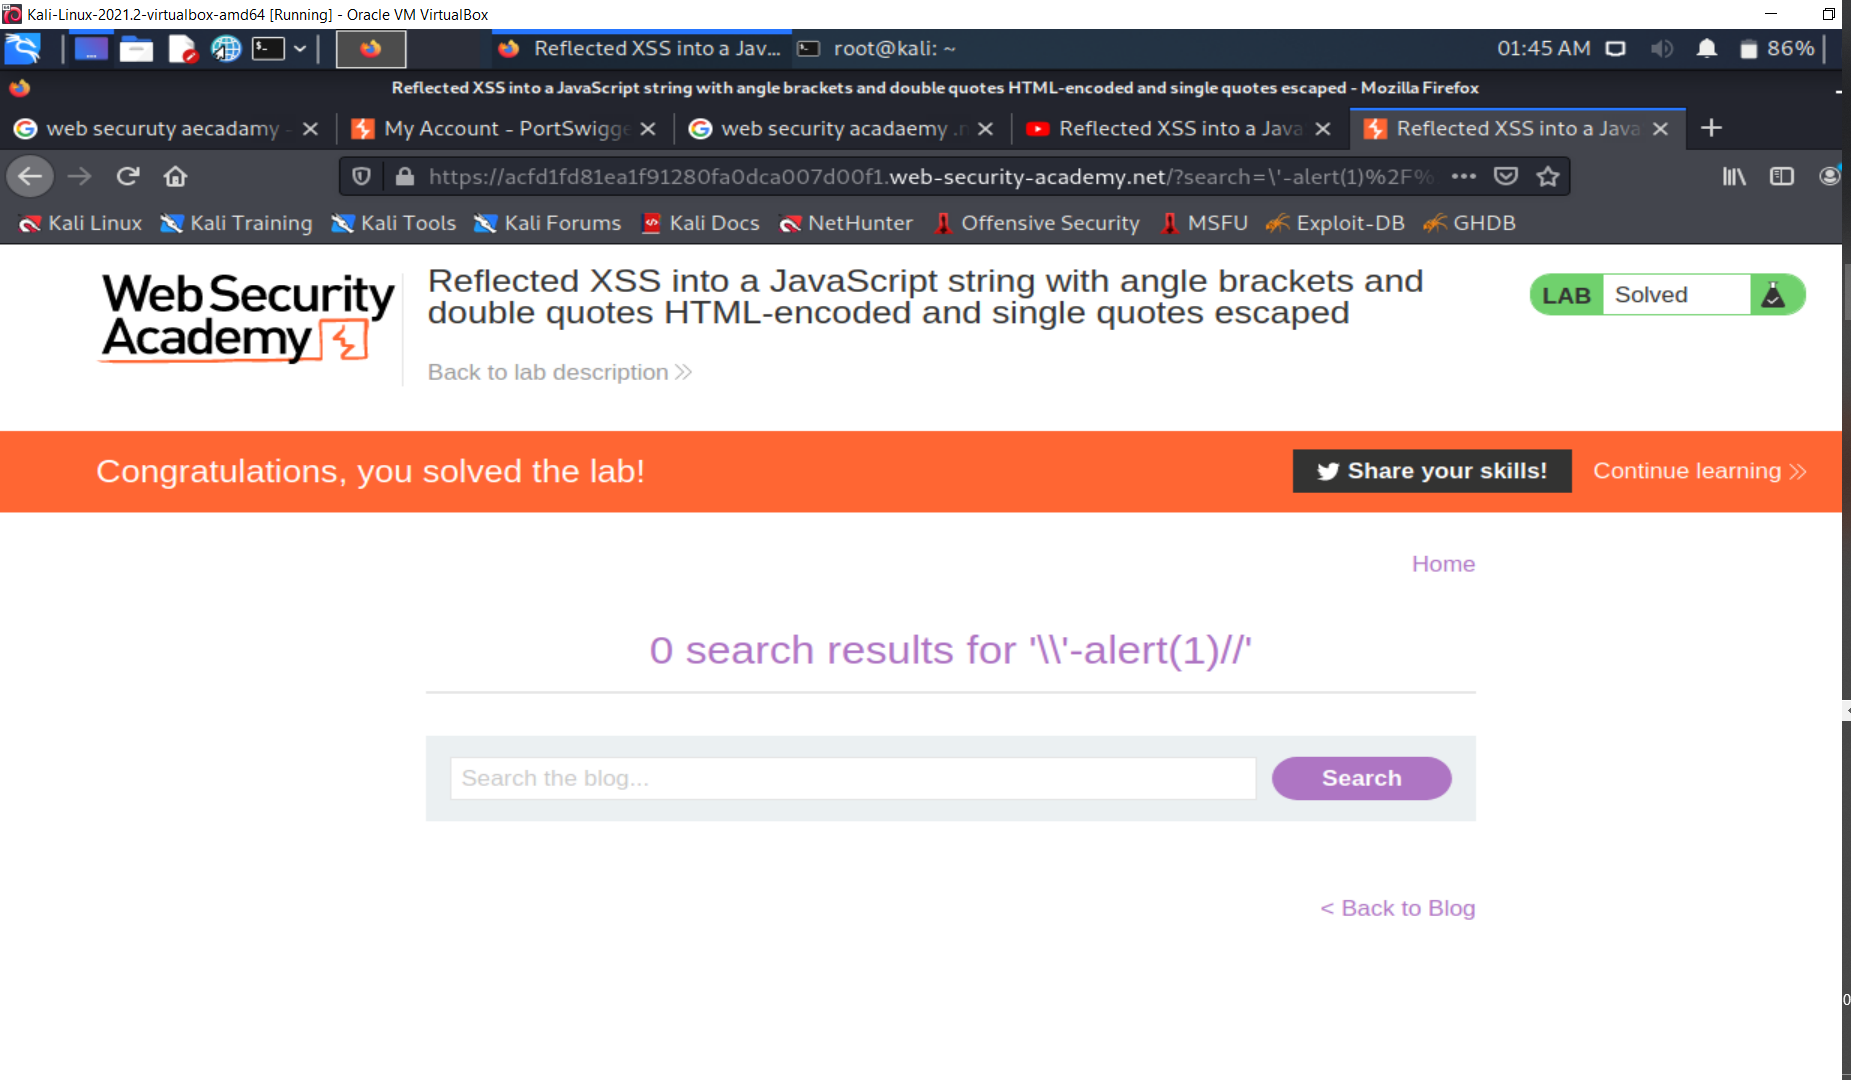 Kali-Linux-2021.2-virtualbox-amd64 [Running] - Oracle VM VirtualBox
Reflected XSS into a Jav... root@kali: ~ 01:45 AM 86%
Reflected XSS into a JavaScript string with angle brackets and double quotes HTML-encoded and single quotes escaped - Mozilla Firefox
web securuty aecadamy - My Account - PortSwigge web security acadaemy .n Reflected XSS into a Java Reflected XSS into a Java
https://acfd1fd81ea1f91280fa0dca007d00f1.web-security-academy.net/?search=\'-alert(1)%2F%
Kali Linux Kali Training Kali Tools Kali Forums Kali Docs NetHunter Offensive Security MSFU Exploit-DB GHDB
Web Security
Academy
Reflected XSS into a JavaScript string with angle brackets and
double quotes HTML-encoded and single quotes escaped
LAB Solved
Back to lab description
Congratulations, you solved the lab!
Share your skills!
Continue learning
Home
0 search results for '\\'-alert(1)//'
Search the blog...
Search
< Back to Blog